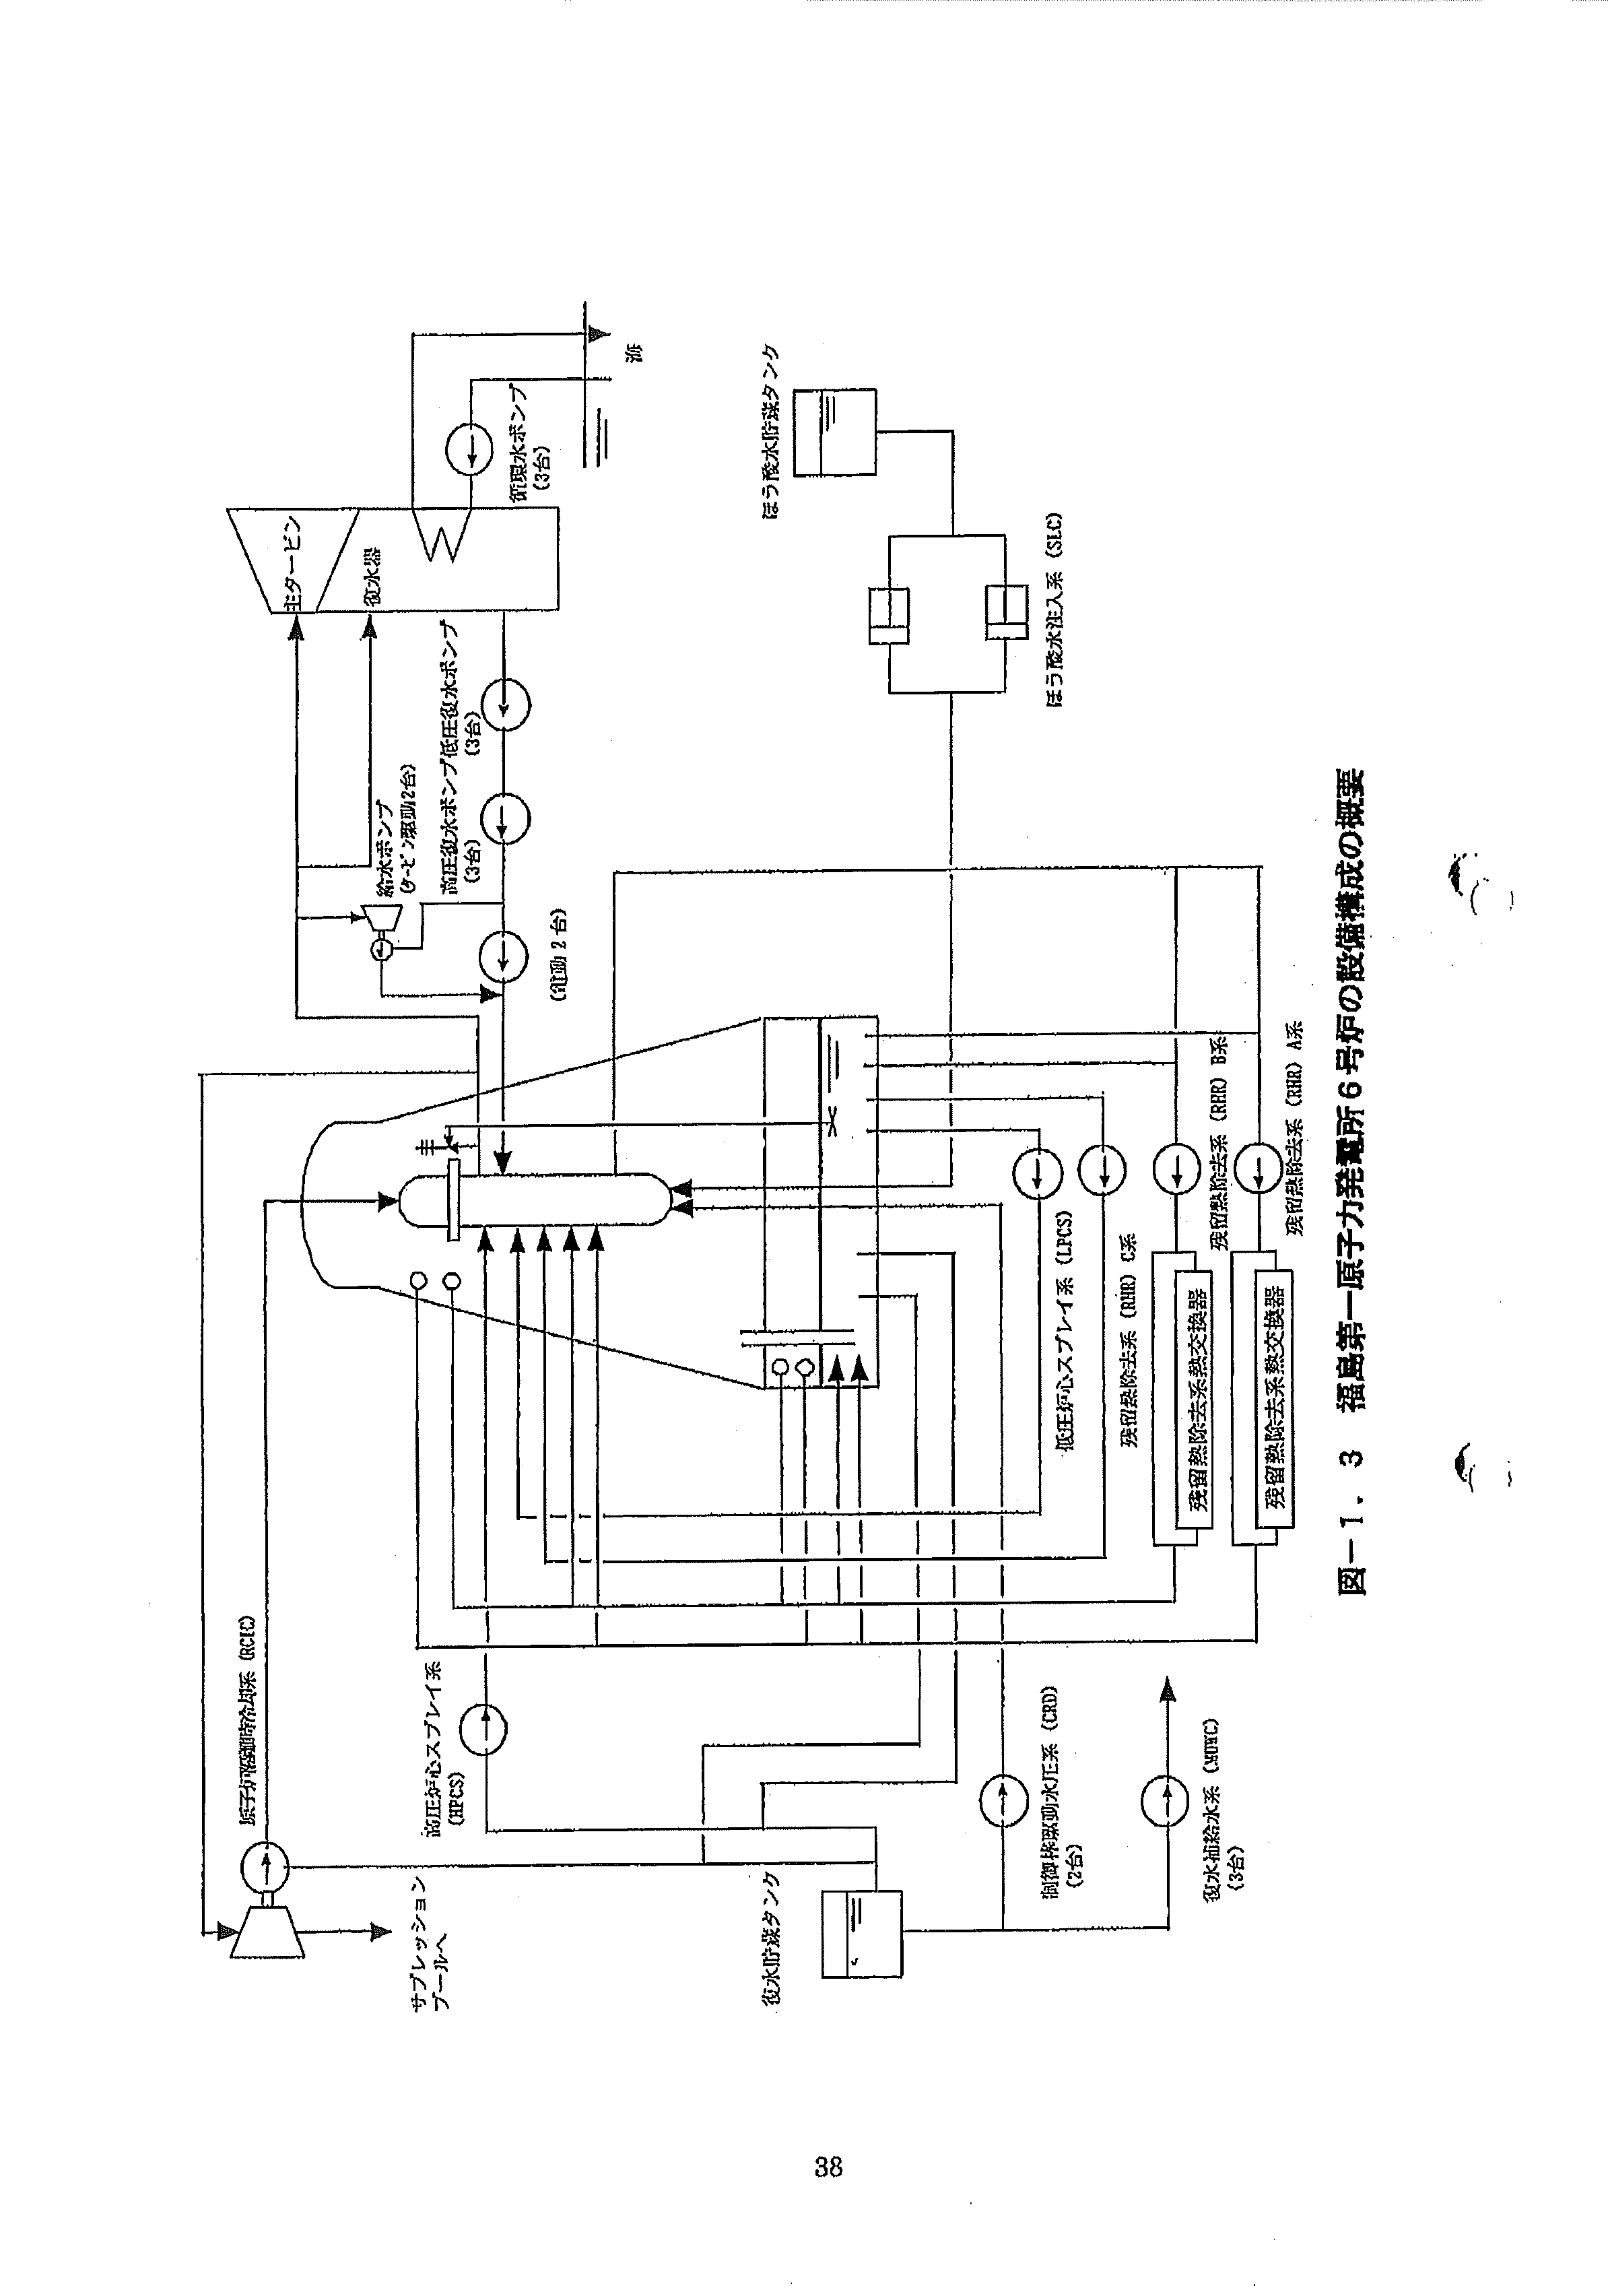 原子炉隔離時冷却系 (RCIC)
サプレッション
プールへ
高圧炉心スプレイ系
(HPCS)
復水貯蔵タンク
制御棒駆動水圧系 (CRD)
(2台)
復水補給水系 (MUWC)
(3台)
主タービン
復水器
給水ポンプ
(タービン駆動2台)
高圧復水ポンプ
(3台)
低圧復水ポンプ
(3台)
(電動2台)
循環水ポンプ
(3台)
海
ほう酸水貯蔵タンク
ほう酸水注入系 (SLC)
低圧炉心スプレイ系 (LPCS)
残留熱除去系 (RHR) C系
残留熱除去系 (RHR) B系
残留熱除去系熱交換器
残留熱除去系 (RHR) A系
残留熱除去系熱交換器
図-1.3 福島第一原子力発電所6号炉の設備構成の概要
38